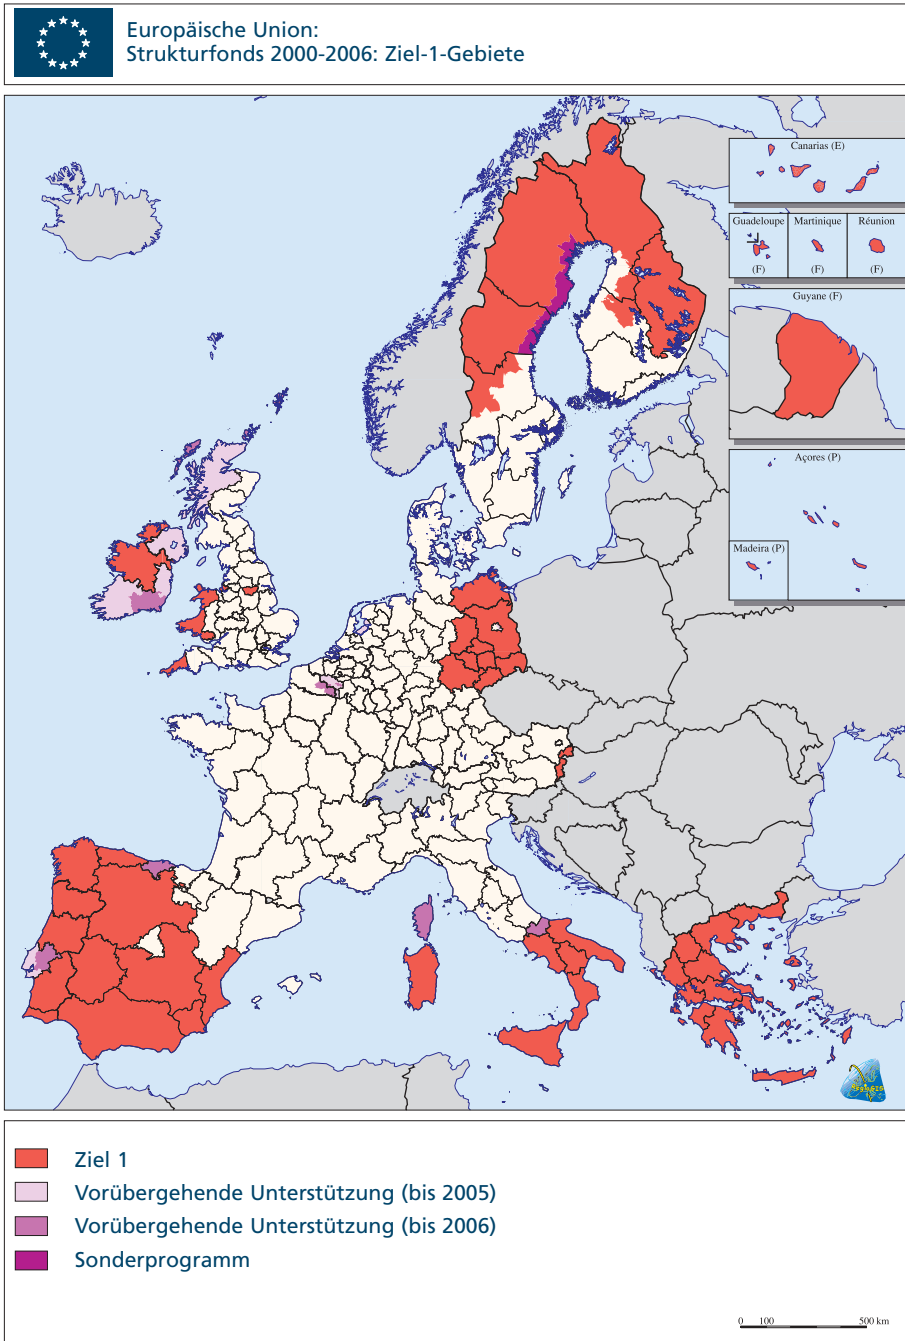 Europäische Union:
Strukturfonds 2000-2006: Ziel-1-Gebiete
Canarias (E)
Guadeloupe
Martinique
Réunion
(F)
(F)
(F)
Guyane (F)
Açores (P)
Madeira (P)
Ziel 1
Vorübergehende Unterstützung (bis 2005)
Vorübergehende Unterstützung (bis 2006)
Sonderprogramm
0 100 500 km